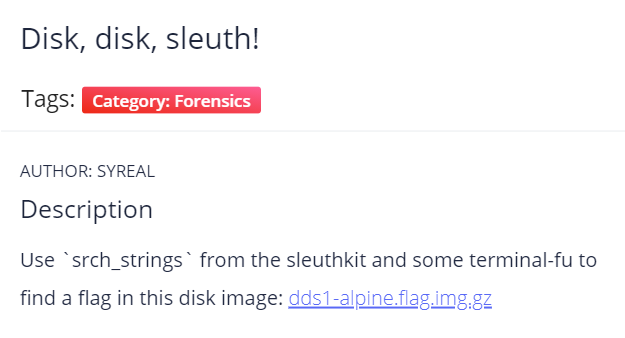 Disk, disk, sleuth!
Tags: Category: Forensics
AUTHOR: SYREAL
Description
Use `srch_strings` from the sleuthkit and some terminal-fu to
find a flag in this disk image: dds1-alpine.flag.img.gz